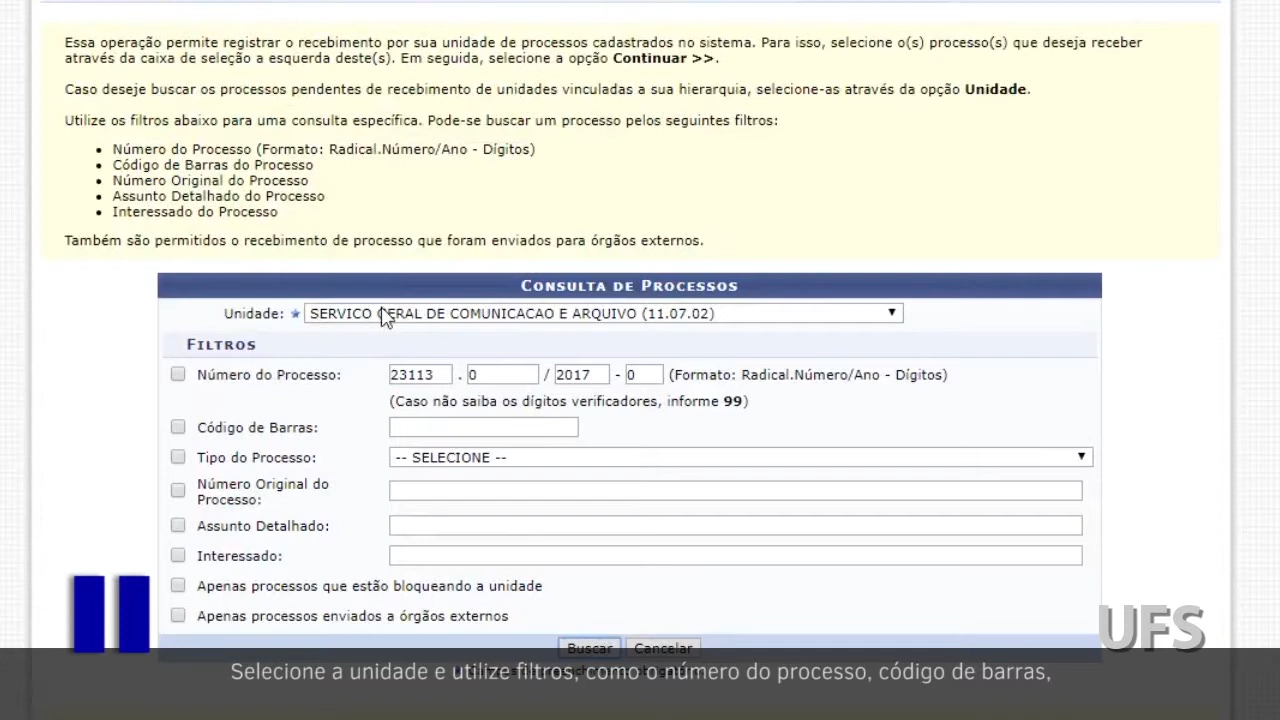 Essa operação permite registrar o recebimento por sua unidade de processos cadastrados no sistema. Para isso, selecione o(s) processo(s) que deseja receber
através da caixa de seleção a esquerda deste(s). Em seguida, selecione a opção Continuar >>.
Caso deseje buscar os processos pendentes de recebimento de unidades vinculadas a sua hierarquia, selecione-as através da opção Unidade.
Utilize os filtros abaixo para uma consulta específica. Pode-se buscar um processo pelos seguintes filtros:
• Número do Processo (Formato: Radical.Número/Ano - Dígitos)
• Código de Barras do Processo
• Número Original do Processo
• Assunto Detalhado do Processo
• Interessado do Processo
Também são permitidos o recebimento de processo que foram enviados para órgãos externos.
CONSULTA DE PROCESSOS
Unidade: ★ SERVICO GERAL DE COMUNICACAO E ARQUIVO (11.07.02)
FILTROS
Número do Processo: 23113 . 0 / 2017 - 0 (Formato: Radical.Número/Ano - Dígitos)
(Caso não saiba os dígitos verificadores, informe 99)
Código de Barras:
Tipo do Processo: -- SELECIONE --
Número Original do
Processo:
Assunto Detalhado:
Interessado:
Apenas processos que estão bloqueando a unidade
Apenas processos enviados a órgãos externos
Buscar Cancelar
UFS
Selecione a unidade e utilize filtros, como o número do processo, código de barras,